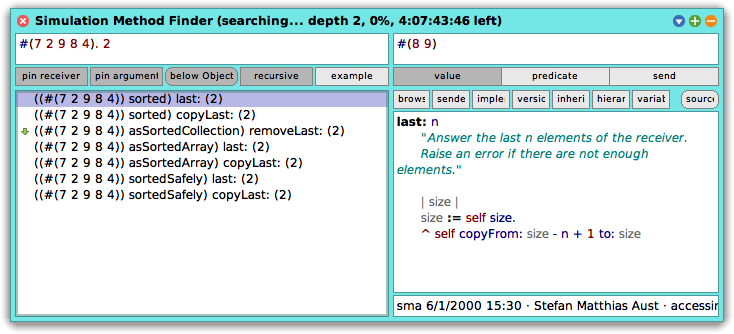 Simulation Method Finder (searching... depth 2, 0%, 4:07:43:46 left)
#(7 2 9 8 4). 2
#(8 9)
pin receiver pin argument below Object recursive example
value predicate send
brows sende imple versic inheri hierar variat source
((#(7 2 9 8 4)) sorted) last: (2)
((#(7 2 9 8 4)) sorted) copyLast: (2)
((#(7 2 9 8 4)) asSortedCollection) removeLast: (2)
((#(7 2 9 8 4)) asSortedArray) last: (2)
((#(7 2 9 8 4)) asSortedArray) copyLast: (2)
((#(7 2 9 8 4)) sortedSafely) last: (2)
((#(7 2 9 8 4)) sortedSafely) copyLast: (2)
last: n
"Answer the last n elements of the receiver.
Raise an error if there are not enough
elements."
| size |
size := self size.
^ self copyFrom: size - n + 1 to: size
sma 6/1/2000 15:30 · Stefan Matthias Aust · accessin